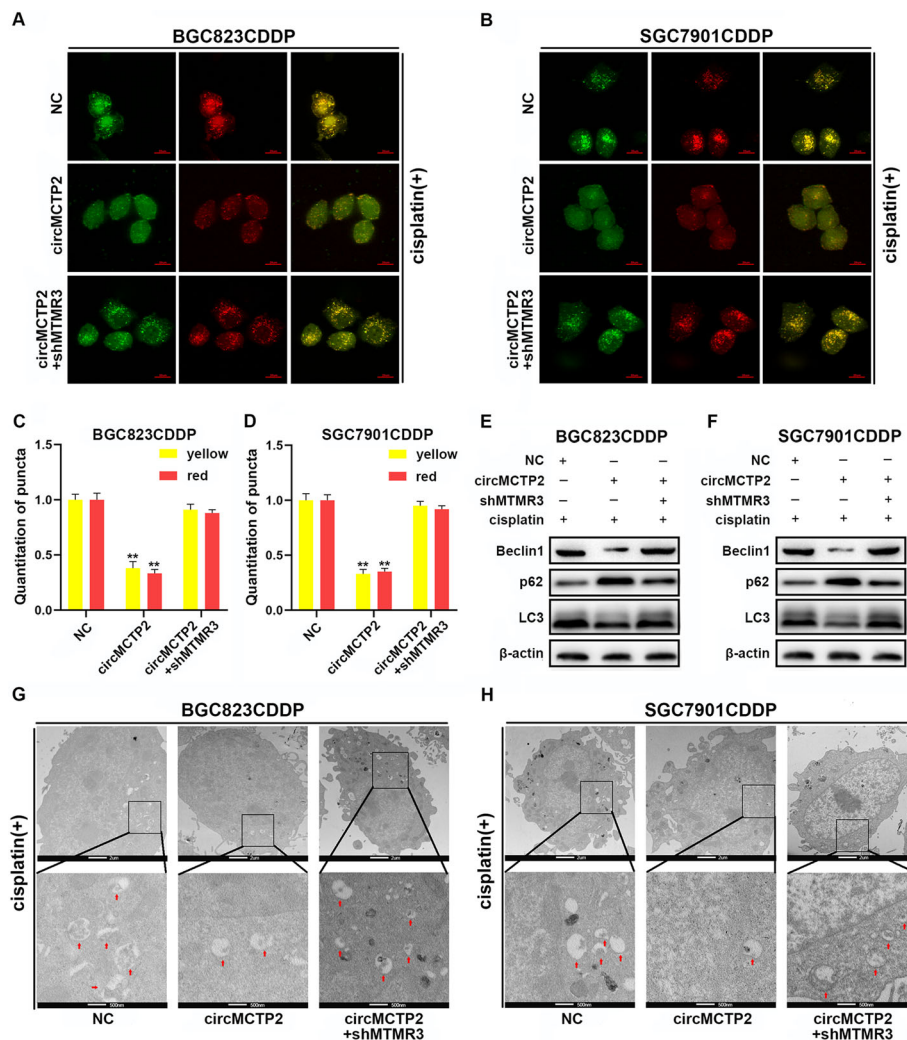 A
BGC823CDDP
NC
circMCTP2
circMCTP2
+shMTMR3
cisplatin(+)
B
SGC7901CDDP
NC
circMCTP2
circMCTP2
+shMTMR3
cisplatin(+)
C
BGC823CDDP
Quantitation of puncta
1.5
1.0
0.5
0.0
yellow
red
** **
NC
circMCTP2
circMCTP2
+shMTMR3
D
SGC7901CDDP
Quantitation of puncta
1.5
1.0
0.5
0.0
yellow
red
** **
NC
circMCTP2
circMCTP2
+shMTMR3
E
BGC823CDDP
NC + − −
circMCTP2 − + +
shMTMR3 − − +
cisplatin + + +
Beclin1
p62
LC3
β-actin
F
SGC7901CDDP
NC + − −
circMCTP2 − + +
shMTMR3 − − +
cisplatin + + +
Beclin1
p62
LC3
β-actin
G
BGC823CDDP
cisplatin(+)
2um 2um 2um
500nm 500nm 500nm
NC circMCTP2 circMCTP2
+shMTMR3
H
SGC7901CDDP
cisplatin(+)
2um 2um 2um
500nm 500nm 500nm
NC circMCTP2 circMCTP2
+shMTMR3